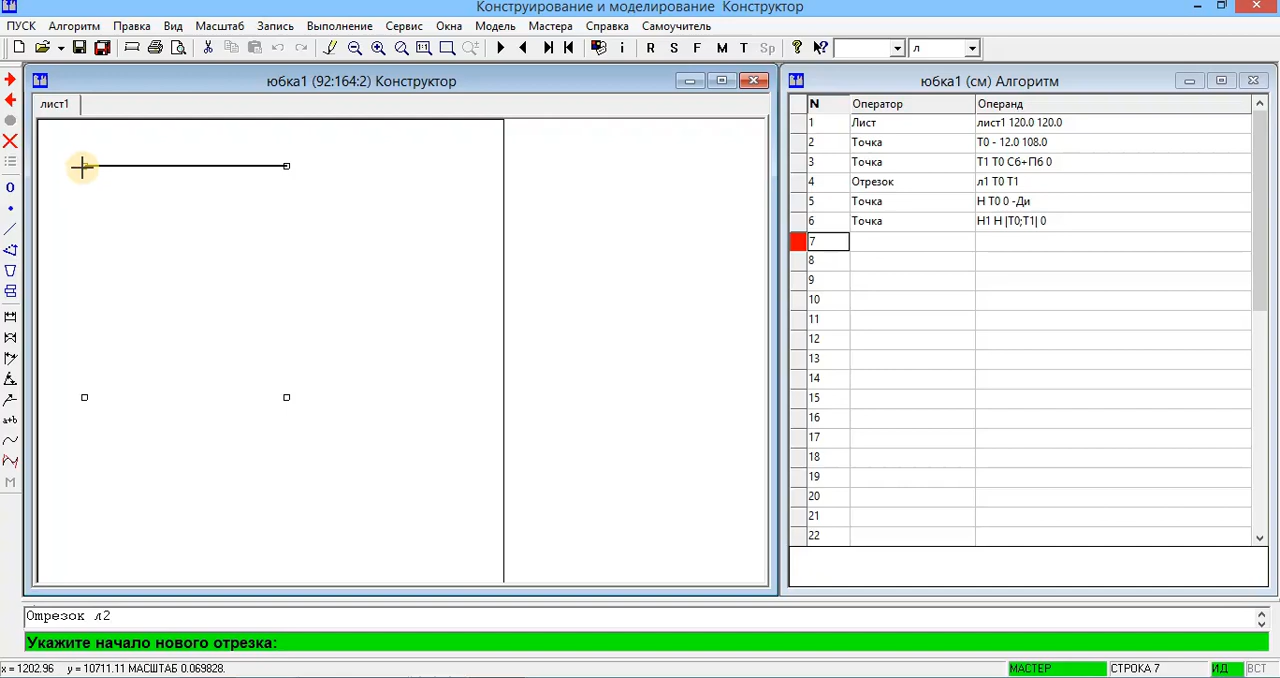 Конструирование и моделирование  Конструктор
ПУСК Алгоритм Правка Вид Масштаб Запись Выполнение Сервис Окна Модель Мастера Справка Самоучитель
1:1 i R S F M T Sp ? ? л
юбка1 (92:164:2) Конструктор
лист1
юбка1 (см) Алгоритм
N Оператор Операнд
1 Лист лист1 120.0 120.0
2 Точка Т0 - 12.0 108.0
3 Точка Т1 Т0 Сб+Пб 0
4 Отрезок л1 Т0 Т1
5 Точка Н Т0 0 -Ди
6 Точка Н1 Н |Т0;Т1| 0
7
8
9
10
11
12
13
14
15
16
17
18
19
20
21
22
0
a+b
M
Отрезок л2
Укажите начало нового отрезка:
x = 1202.96 y = 10711.11 МАСШТАБ 0.069828. МАСТЕР СТРОКА 7 ИД ВСТ